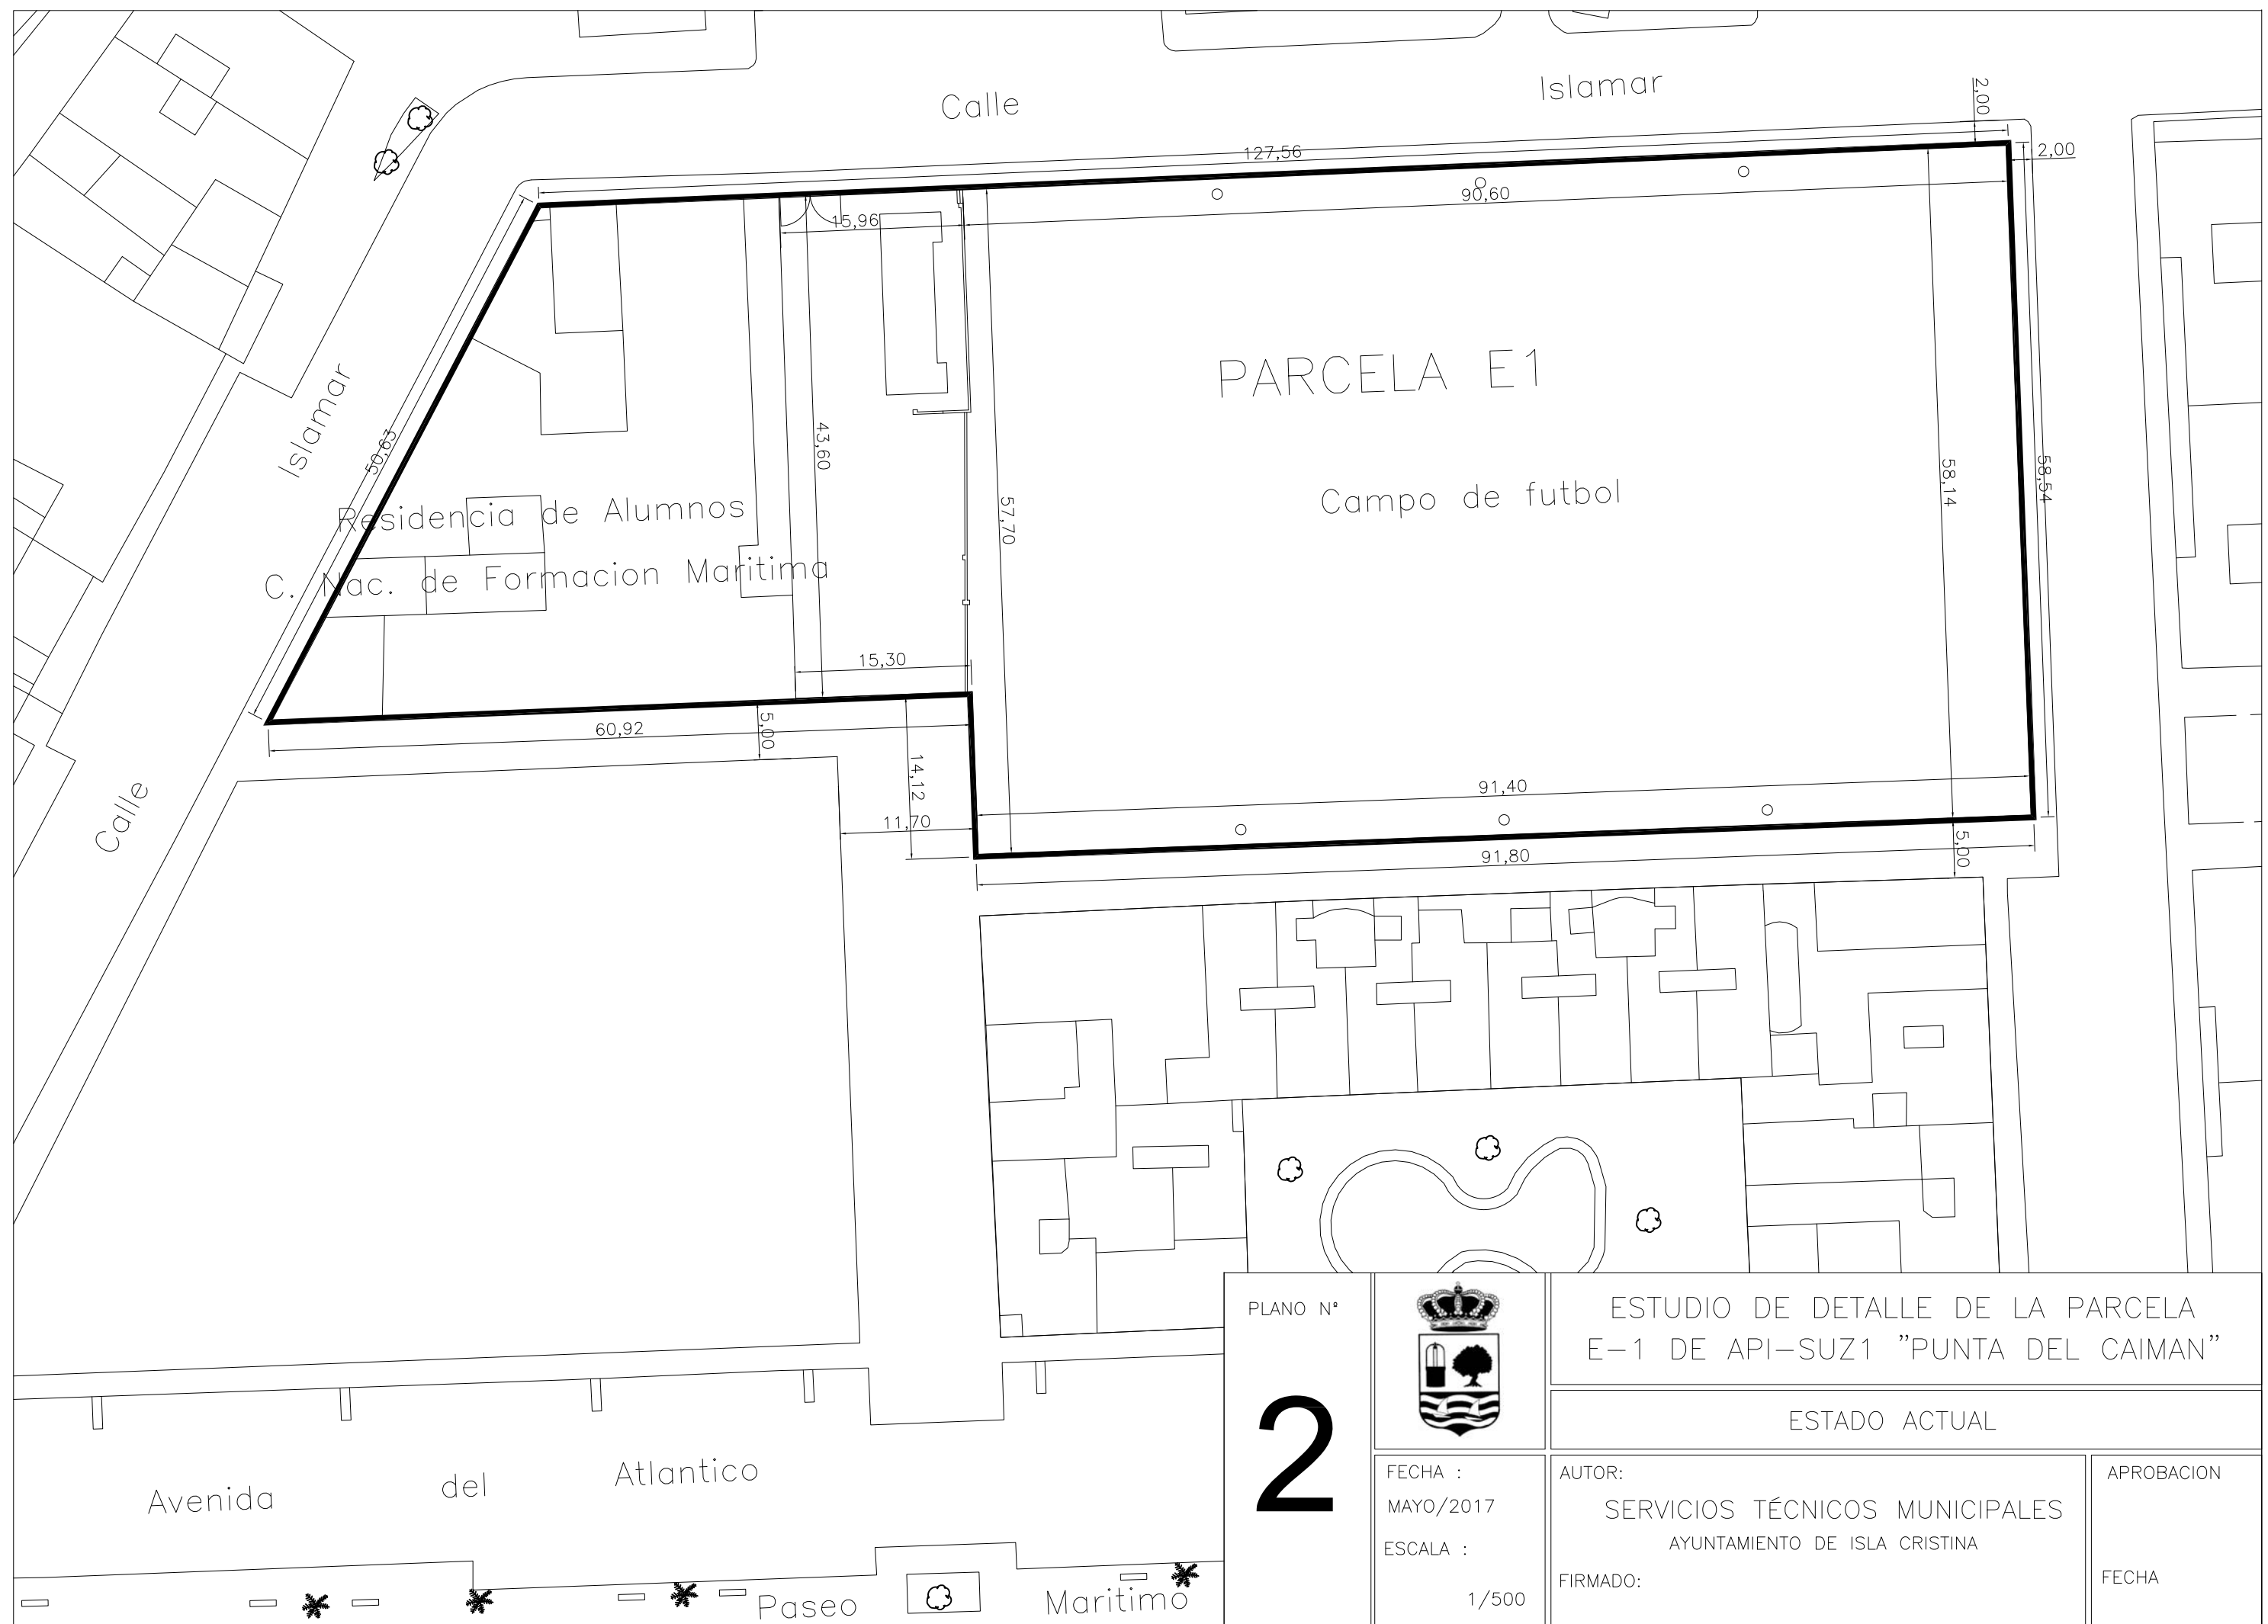 Calle
Islamar
2,00
127,56
2,00
90,60
15,96
PARCELA E1
Islamar
50,63
43,60
58,14
58,54
57,70
Campo de futbol
Residencia de Alumnos
C. Nac. de Formacion Maritima
15,30
60,92
5,00
14,12
91,40
11,70
91,80
5,00
Calle
Avenida del Atlantico
Paseo Maritimo
PLANO Nº
2
ESTUDIO DE DETALLE DE LA PARCELA
E-1 DE API-SUZ1 "PUNTA DEL CAIMAN"
ESTADO ACTUAL
FECHA :
MAYO/2017
ESCALA :
1/500
AUTOR:
SERVICIOS TÉCNICOS MUNICIPALES
AYUNTAMIENTO DE ISLA CRISTINA
FIRMADO:
APROBACION
FECHA